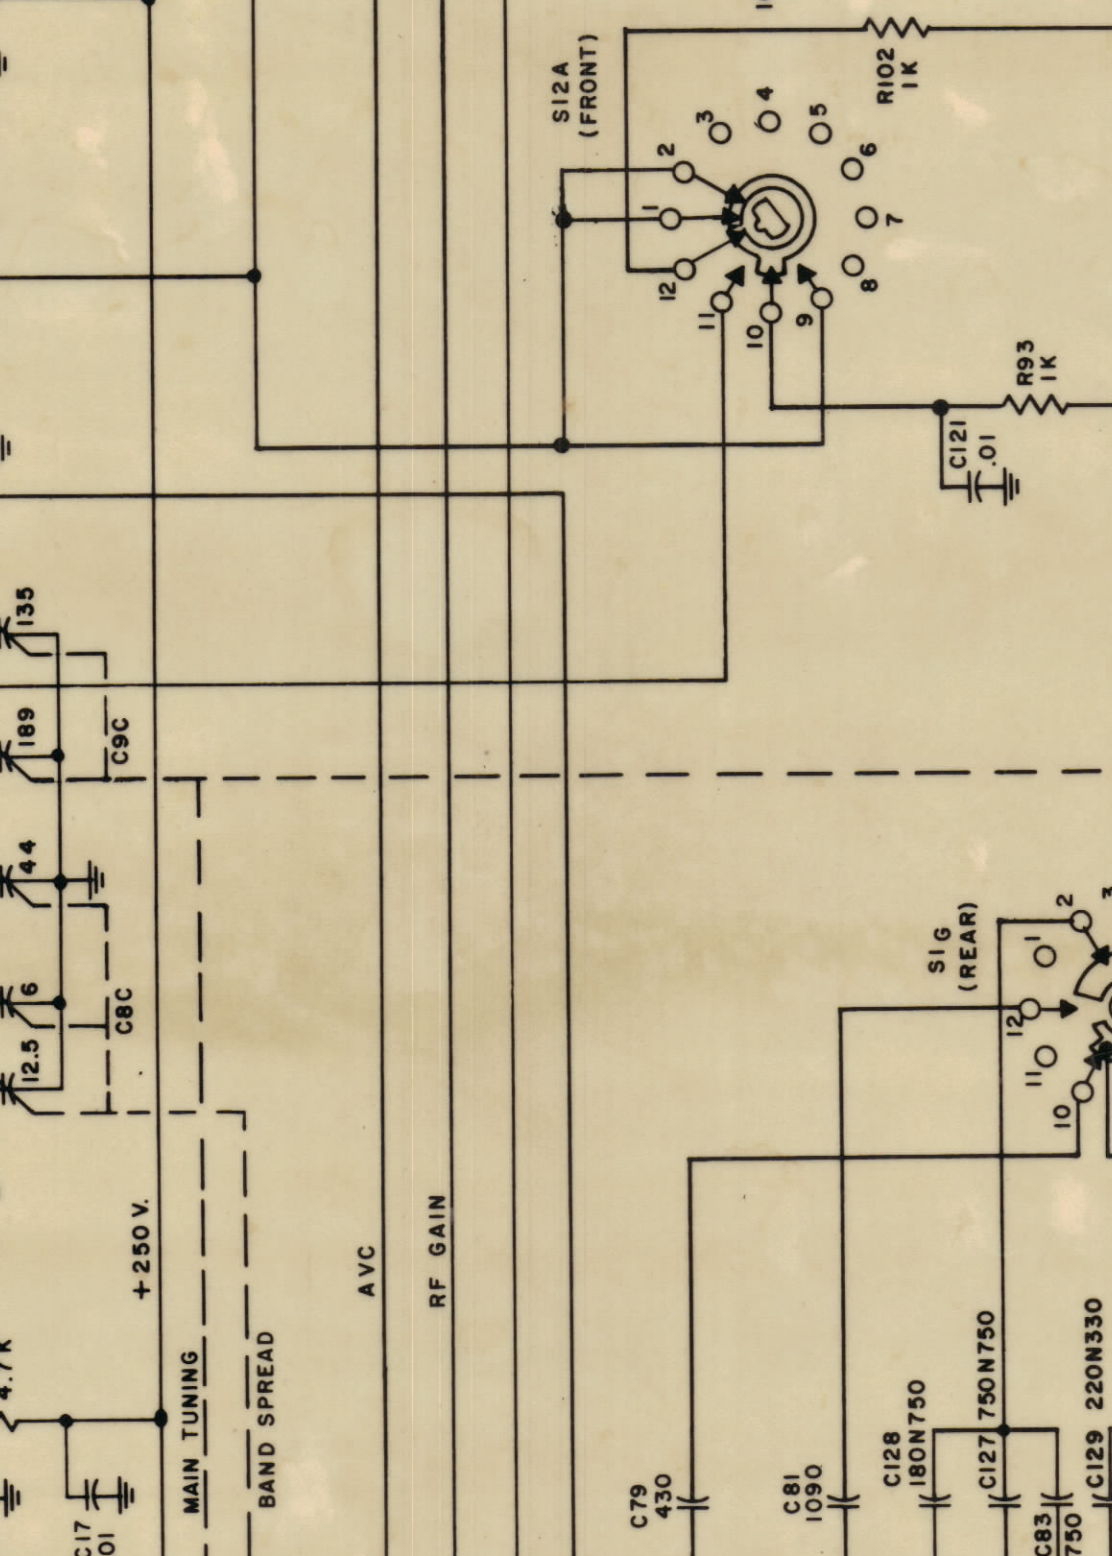 S12A
(FRONT)
R102
1K
1
2
3
4
5
6
7
8
9
10
11
12
R93
1K
C121
.01
135
189
C9C
44
6
C8C
12.5
S1G
(REAR)
2
3
1
12
11
10
+250 V.
AVC
RF GAIN
MAIN TUNING
BAND SPREAD
4.7K
C17
01
C79
430
C81
1090
C128
180N750
C127 750N750
C83
750
C129 220N330